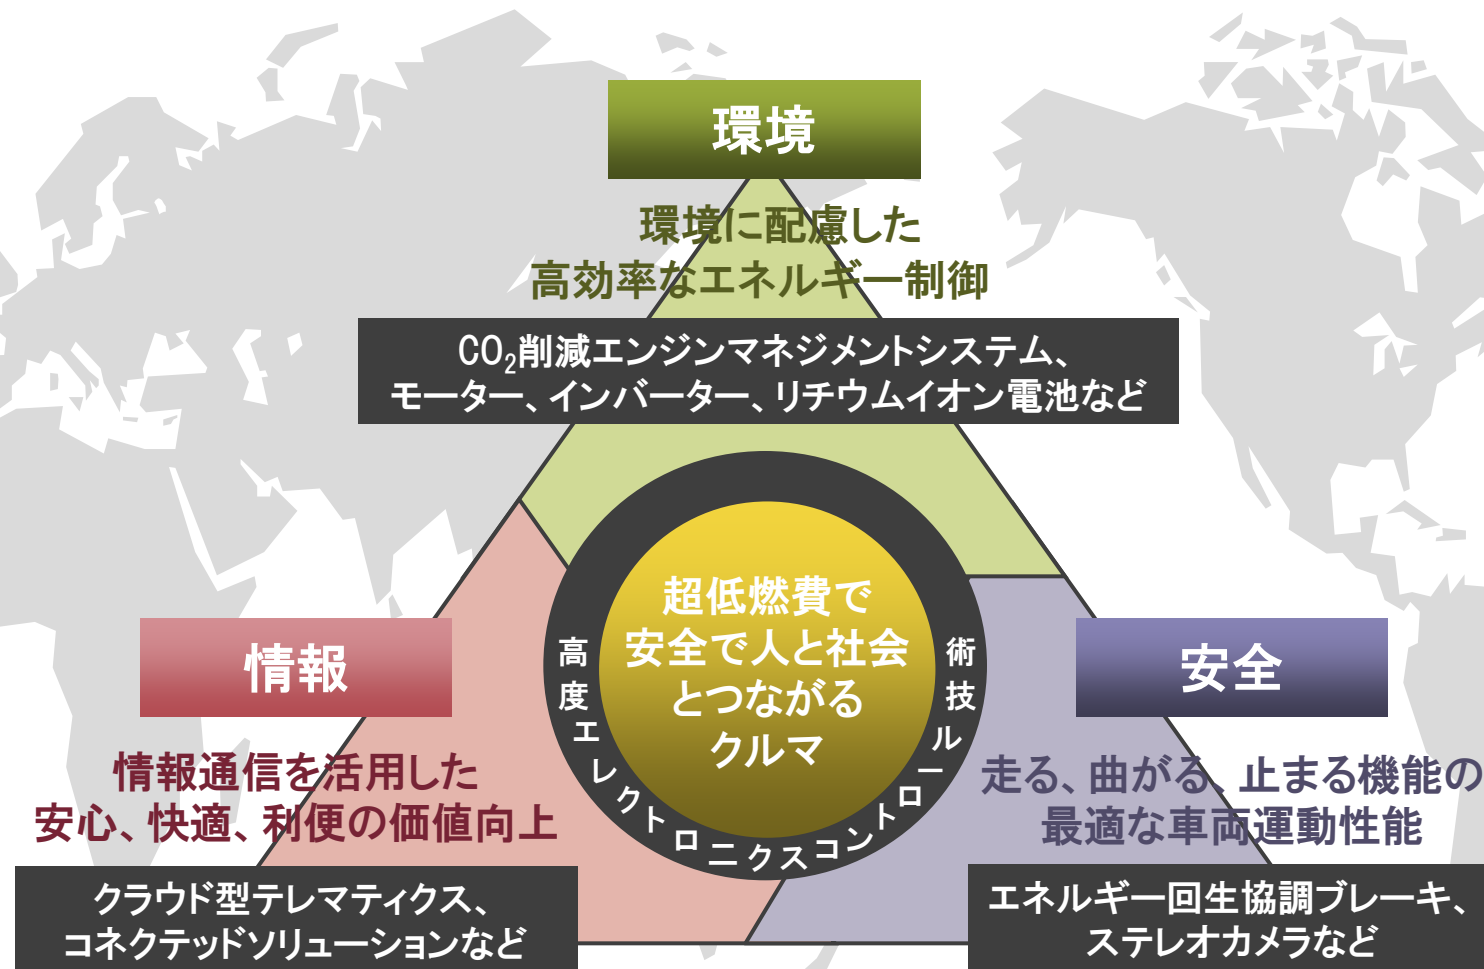 環境
環境に配慮した
高効率なエネルギー制御
CO₂削減エンジンマネジメントシステム、
モーター、インバーター、リチウムイオン電池など
超低燃費で
安全で人と社会
とつながる
クルマ
高度エレクトロニクスコントロール技術
情報
情報通信を活用した
安心、快適、利便の価値向上
クラウド型テレマティクス、
コネクテッドソリューションなど
安全
走る、曲がる、止まる機能の
最適な車両運動性能
エネルギー回生協調ブレーキ、
ステレオカメラなど